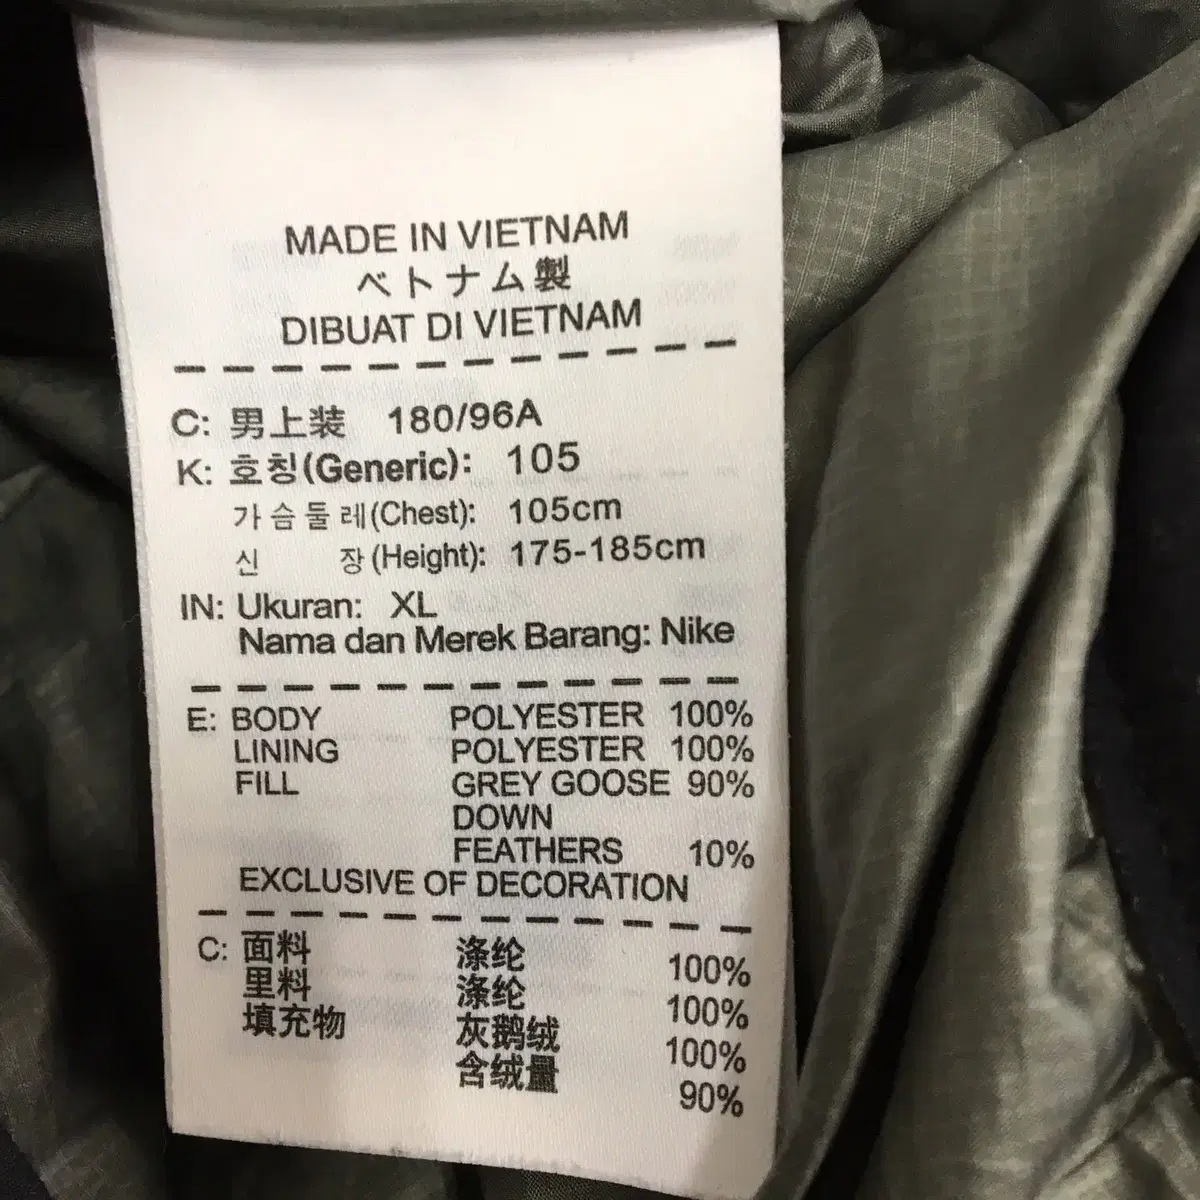 MADE IN VIETNAM
ベトナム製
DIBUAT DI VIETNAM
C: 男上装 180/96A
K: 호칭(Generic): 105
가슴둘레(Chest): 105cm
신 장(Height): 175-185cm
IN: Ukuran: XL
Nama dan Merek Barang: Nike
E: BODY POLYESTER 100%
LINING POLYESTER 100%
FILL GREY GOOSE 90%
DOWN
FEATHERS 10%
EXCLUSIVE OF DECORATION
C: 面料 涤纶 100%
里料 涤纶 100%
填充物 灰鹅绒 100%
含绒量 90%